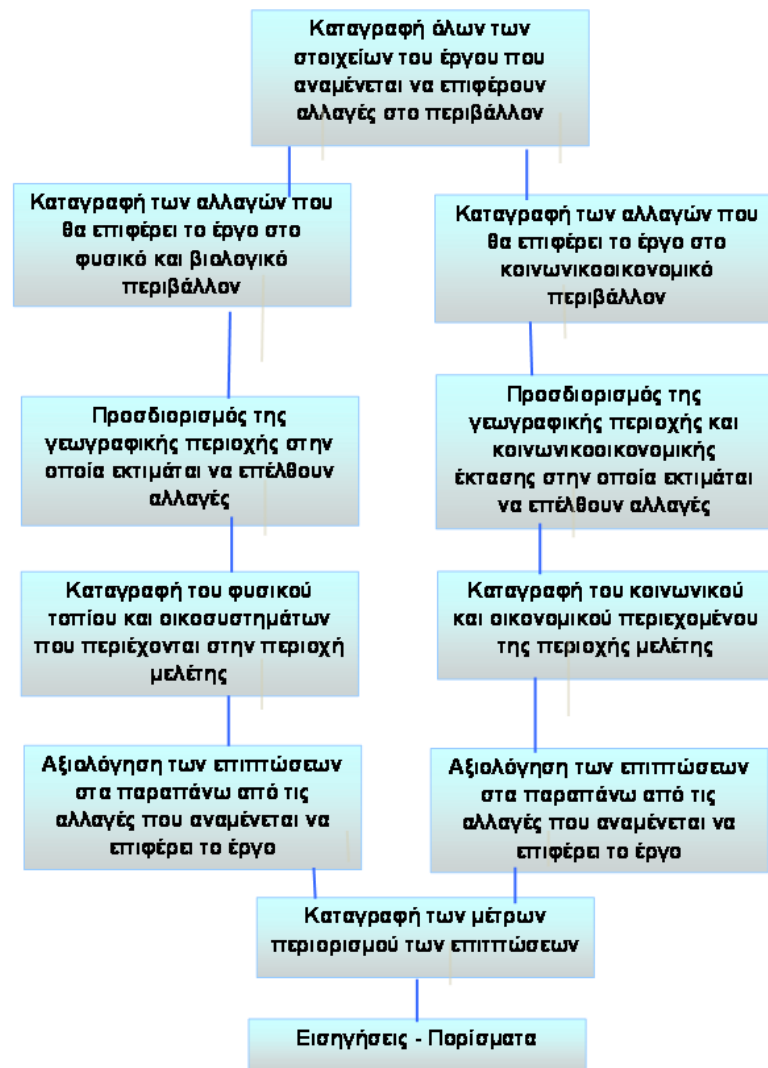 Καταγραφή όλων των
στοιχείων του έργου που
αναμένεται να επιφέρουν
αλλαγές στο περιβάλλον
Καταγραφή των αλλαγών που
θα επιφέρει το έργο στο
φυσικό και βιολογικό
περιβάλλον
Καταγραφή των αλλαγών που
θα επιφέρει το έργο στο
κοινωνικοοικονομικό
περιβάλλον
Προσδιορισμός της
γεωγραφικής περιοχής στην
οποία εκτιμάται να επέλθουν
αλλαγές
Προσδιορισμός της
γεωγραφικής περιοχής και
κοινωνικοοικονομικής
έκτασης στην οποία εκτιμάται
να επέλθουν αλλαγές
Καταγραφή του φυσικού
τοπίου και οικοσυστημάτων
που περιέχονται στην περιοχή
μελέτης
Καταγραφή του κοινωνικού
και οικονομικού περιεχομένου
της περιοχής μελέτης
Αξιολόγηση των επιπτώσεων
στα παραπάνω από τις
αλλαγές που αναμένεται να
επιφέρει το έργο
Αξιολόγηση των επιπτώσεων
στα παραπάνω από τις
αλλαγές που αναμένεται να
επιφέρει το έργο
Καταγραφή των μέτρων
περιορισμού των επιπτώσεων
Εισηγήσεις - Πορίσματα